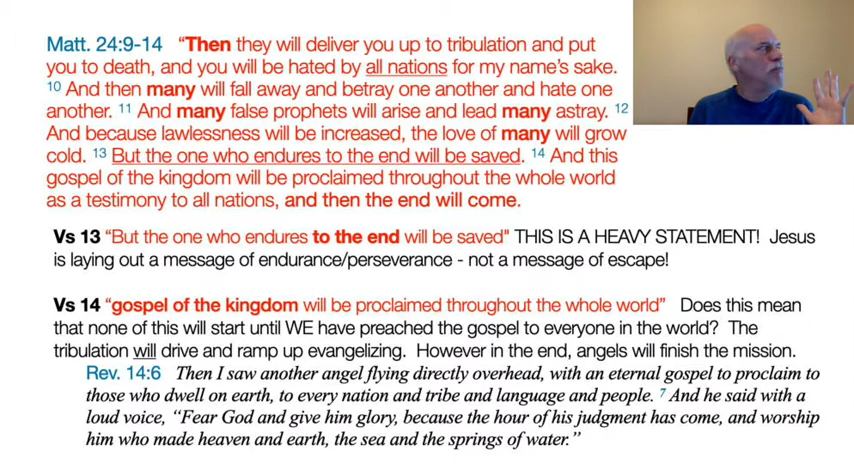 Matt. 24:9-14 “Then they will deliver you up to tribulation and put
you to death, and you will be hated by all nations for my name’s sake.
10 And then many will fall away and betray one another and hate one
another. 11 And many false prophets will arise and lead many astray. 12
And because lawlessness will be increased, the love of many will grow
cold. 13 But the one who endures to the end will be saved. 14 And this
gospel of the kingdom will be proclaimed throughout the whole world
as a testimony to all nations, and then the end will come.
Vs 13 "But the one who endures to the end will be saved" THIS IS A HEAVY STATEMENT! Jesus
is laying out a message of endurance/perseverance - not a message of escape!
Vs 14 “gospel of the kingdom will be proclaimed throughout the whole world” Does this mean
that none of this will start until WE have preached the gospel to everyone in the world? The
tribulation will drive and ramp up evangelizing. However in the end, angels will finish the mission.
Rev. 14:6 Then I saw another angel flying directly overhead, with an eternal gospel to proclaim to
those who dwell on earth, to every nation and tribe and language and people. 7 And he said with a
loud voice, “Fear God and give him glory, because the hour of his judgment has come, and worship
him who made heaven and earth, the sea and the springs of water.”